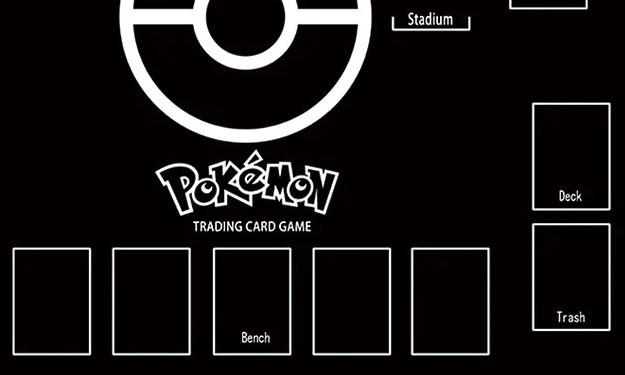 Stadium
Pokémon
TRADING CARD GAME
Deck
Trash
Bench